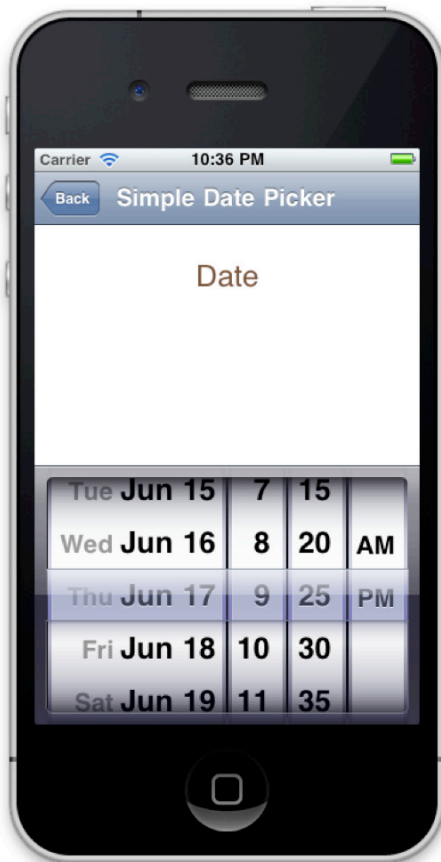 Carrier 10:36 PM
Back Simple Date Picker
Date
Tue Jun 15 7 15
Wed Jun 16 8 20 AM
Thu Jun 17 9 25 PM
Fri Jun 18 10 30
Sat Jun 19 11 35